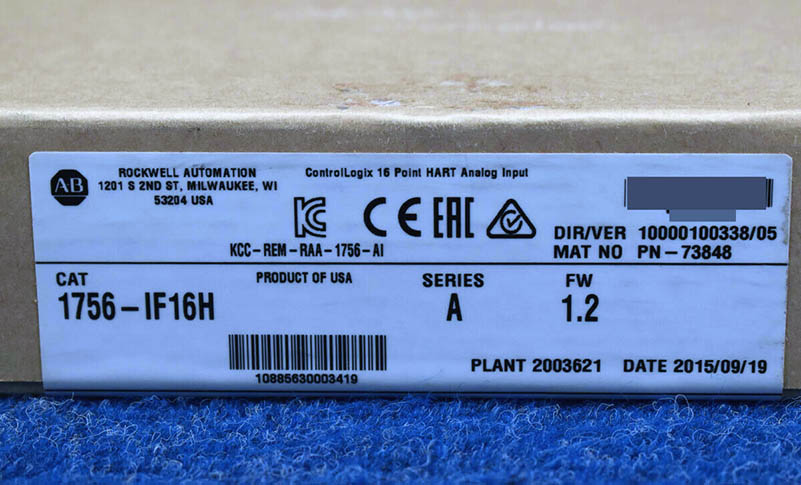 AB
ROCKWELL AUTOMATION
1201 S 2ND ST, MILWAUKEE, WI
53204 USA
ControlLogix 16 Point HART Analog Input
KC
CE
EAC
KCC-REM-RAA-1756-AI
DIR/VER 10000100338/05
MAT NO PN-73848
CAT
1756-IF16H
PRODUCT OF USA
SERIES
A
FW
1.2
10885630003419
PLANT 2003621 DATE 2015/09/19